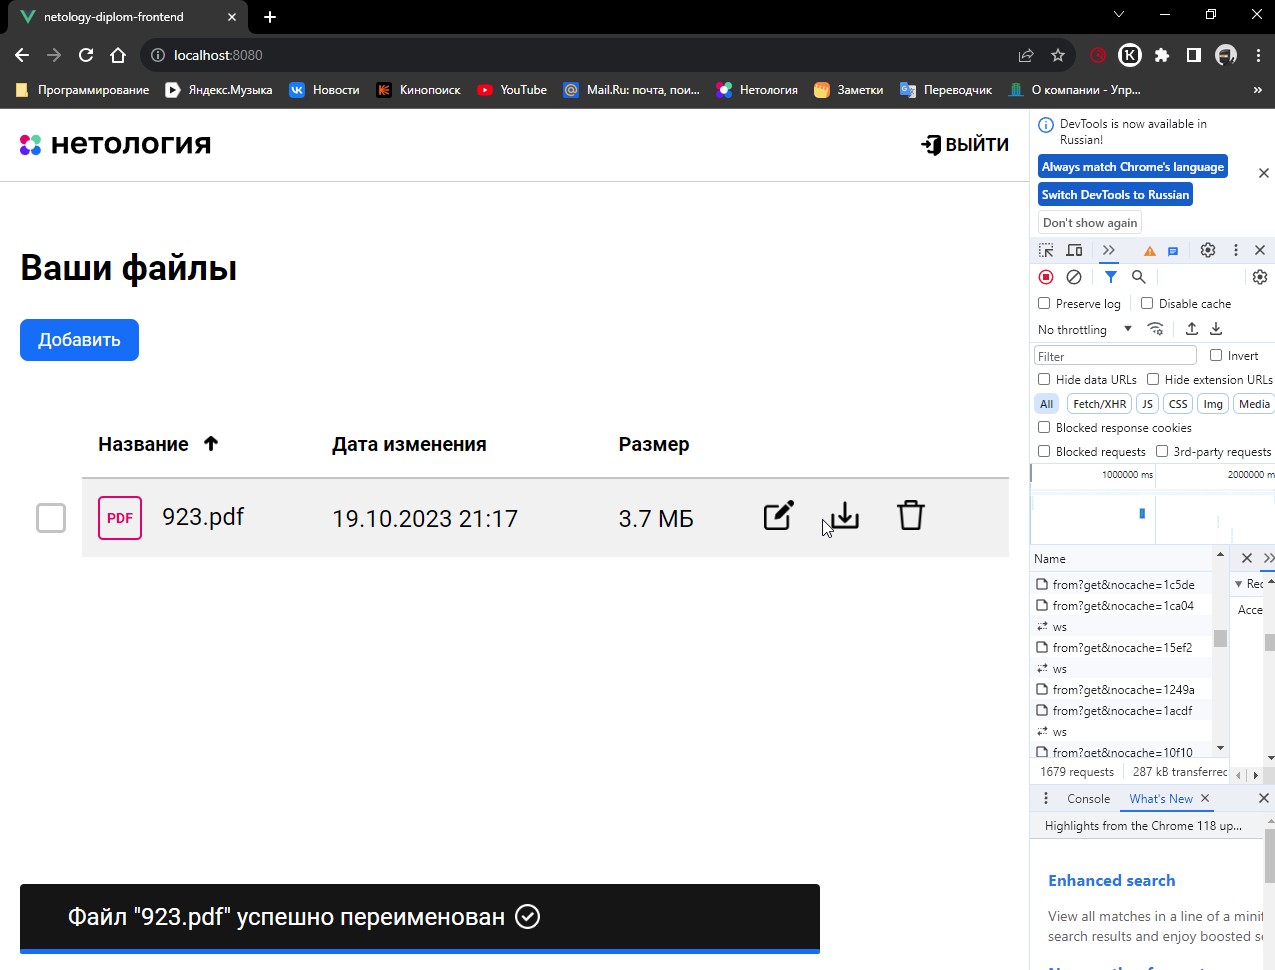 netology-diplom-frontend
localhost:8080
Программирование Яндекс.Музыка Новости Кинопоиск YouTube Mail.Ru: почта, пои... Нетология Заметки Переводчик О компании - Упр...
нетология
ВЫЙТИ
Ваши файлы
Добавить
Название Дата изменения Размер
PDF 923.pdf 19.10.2023 21:17 3.7 МБ
Файл "923.pdf" успешно переименован
DevTools is now available in
Russian!
Always match Chrome's language
Switch DevTools to Russian
Don't show again
Preserve log Disable cache
No throttling
Filter Invert
Hide data URLs Hide extension URLs
All Fetch/XHR JS CSS Img Media
Blocked response cookies
Blocked requests 3rd-party requests
1000000 ms 2000000 m
Name
from?get&nocache=1c5de Rec
from?get&nocache=1ca04 Acce
ws
from?get&nocache=15ef2
ws
from?get&nocache=1249a
from?get&nocache=1acdf
ws
from?get&nocache=10f10
1679 requests 287 kB transferred
Console What's New
Highlights from the Chrome 118 up...
Enhanced search
View all matches in a line of a minif
search results and enjoy boosted se